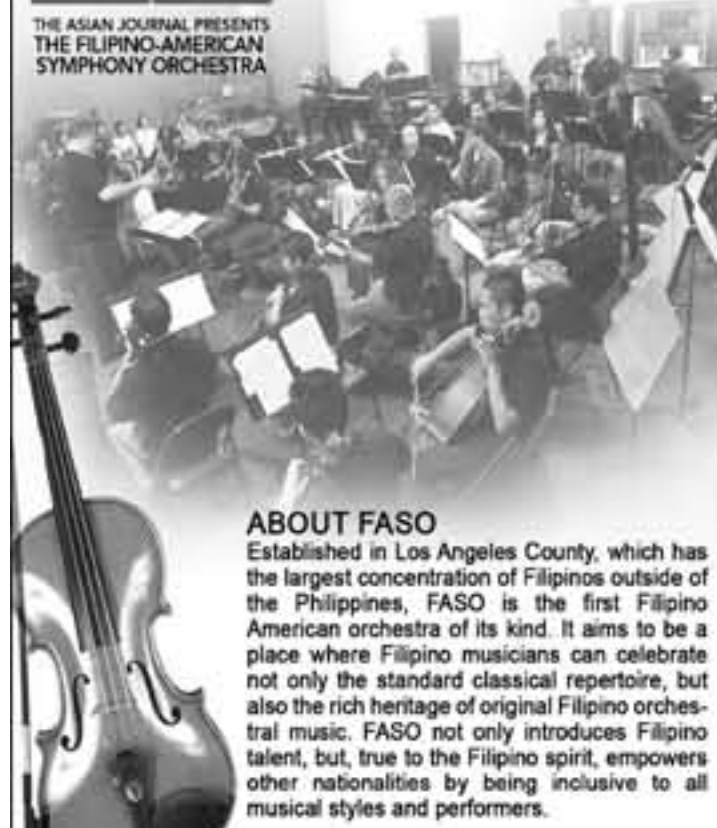 THE ASIAN JOURNAL PRESENTS
THE FILIPINO-AMERICAN
SYMPHONY ORCHESTRA
ABOUT FASO
Established in Los Angeles County, which has
the largest concentration of Filipinos outside of
the Philippines, FASO is the first Filipino
American orchestra of its kind. It aims to be a
place where Filipino musicians can celebrate
not only the standard classical repertoire, but
also the rich heritage of original Filipino orches-
tral music. FASO not only introduces Filipino
talent, but, true to the Filipino spirit, empowers
other nationalities by being inclusive to all
musical styles and performers.